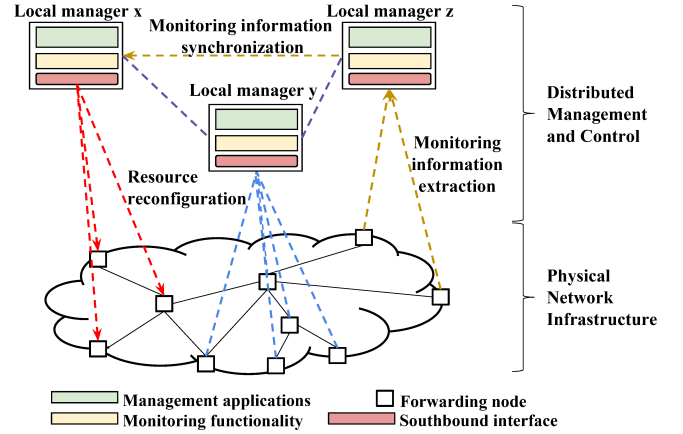 Local manager x
Local manager z
Monitoring information
synchronization
Local manager y
Distributed
Management
and Control
Monitoring
information
extraction
Resource
reconfiguration
Physical
Network
Infrastructure
Management applications
Forwarding node
Monitoring functionality
Southbound interface